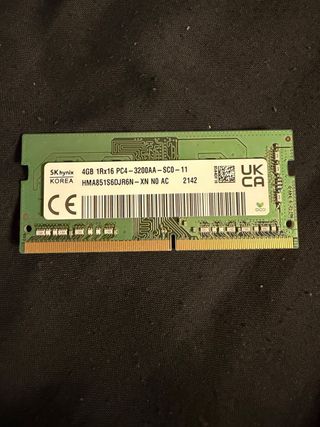 SK hynix
KOREA
4GB 1Rx16 PC4-3200AA-SC0-11
HMA851S6DJR6N-XN N0 AC 2142
CE
UK
CA